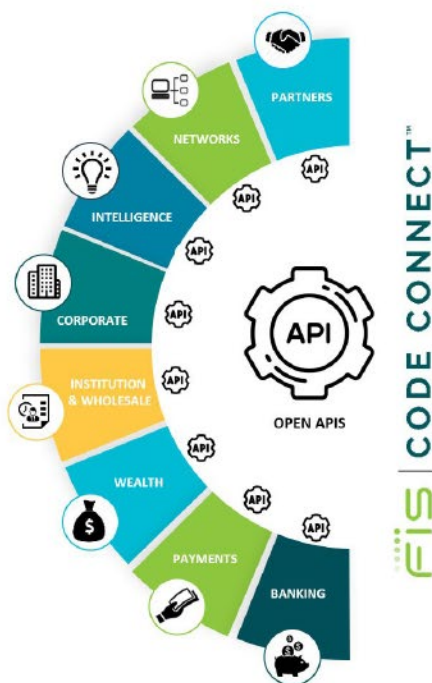 PARTNERS
API
NETWORKS
API
INTELLIGENCE
API
CORPORATE
API
INSTITUTION
& WHOLESALE
API
WEALTH
API
PAYMENTS
API
BANKING
API
API
OPEN APIS
FIS | CODE CONNECT™